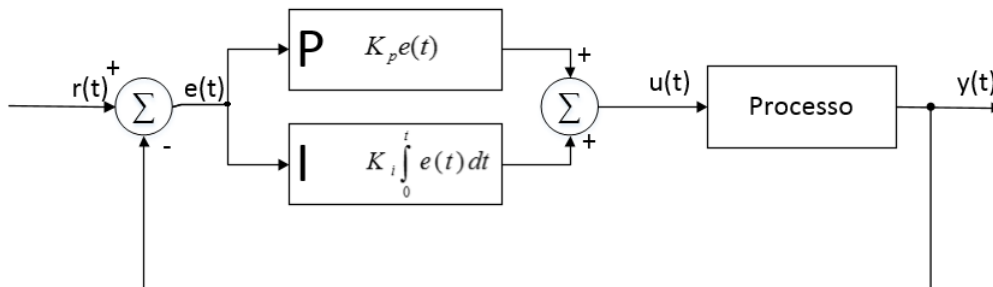 P K_p e(t)
+
r(t) + Σ e(t)
Σ u(t) Processo y(t)
-
+
I K_i ∫_0^t e(t) dt